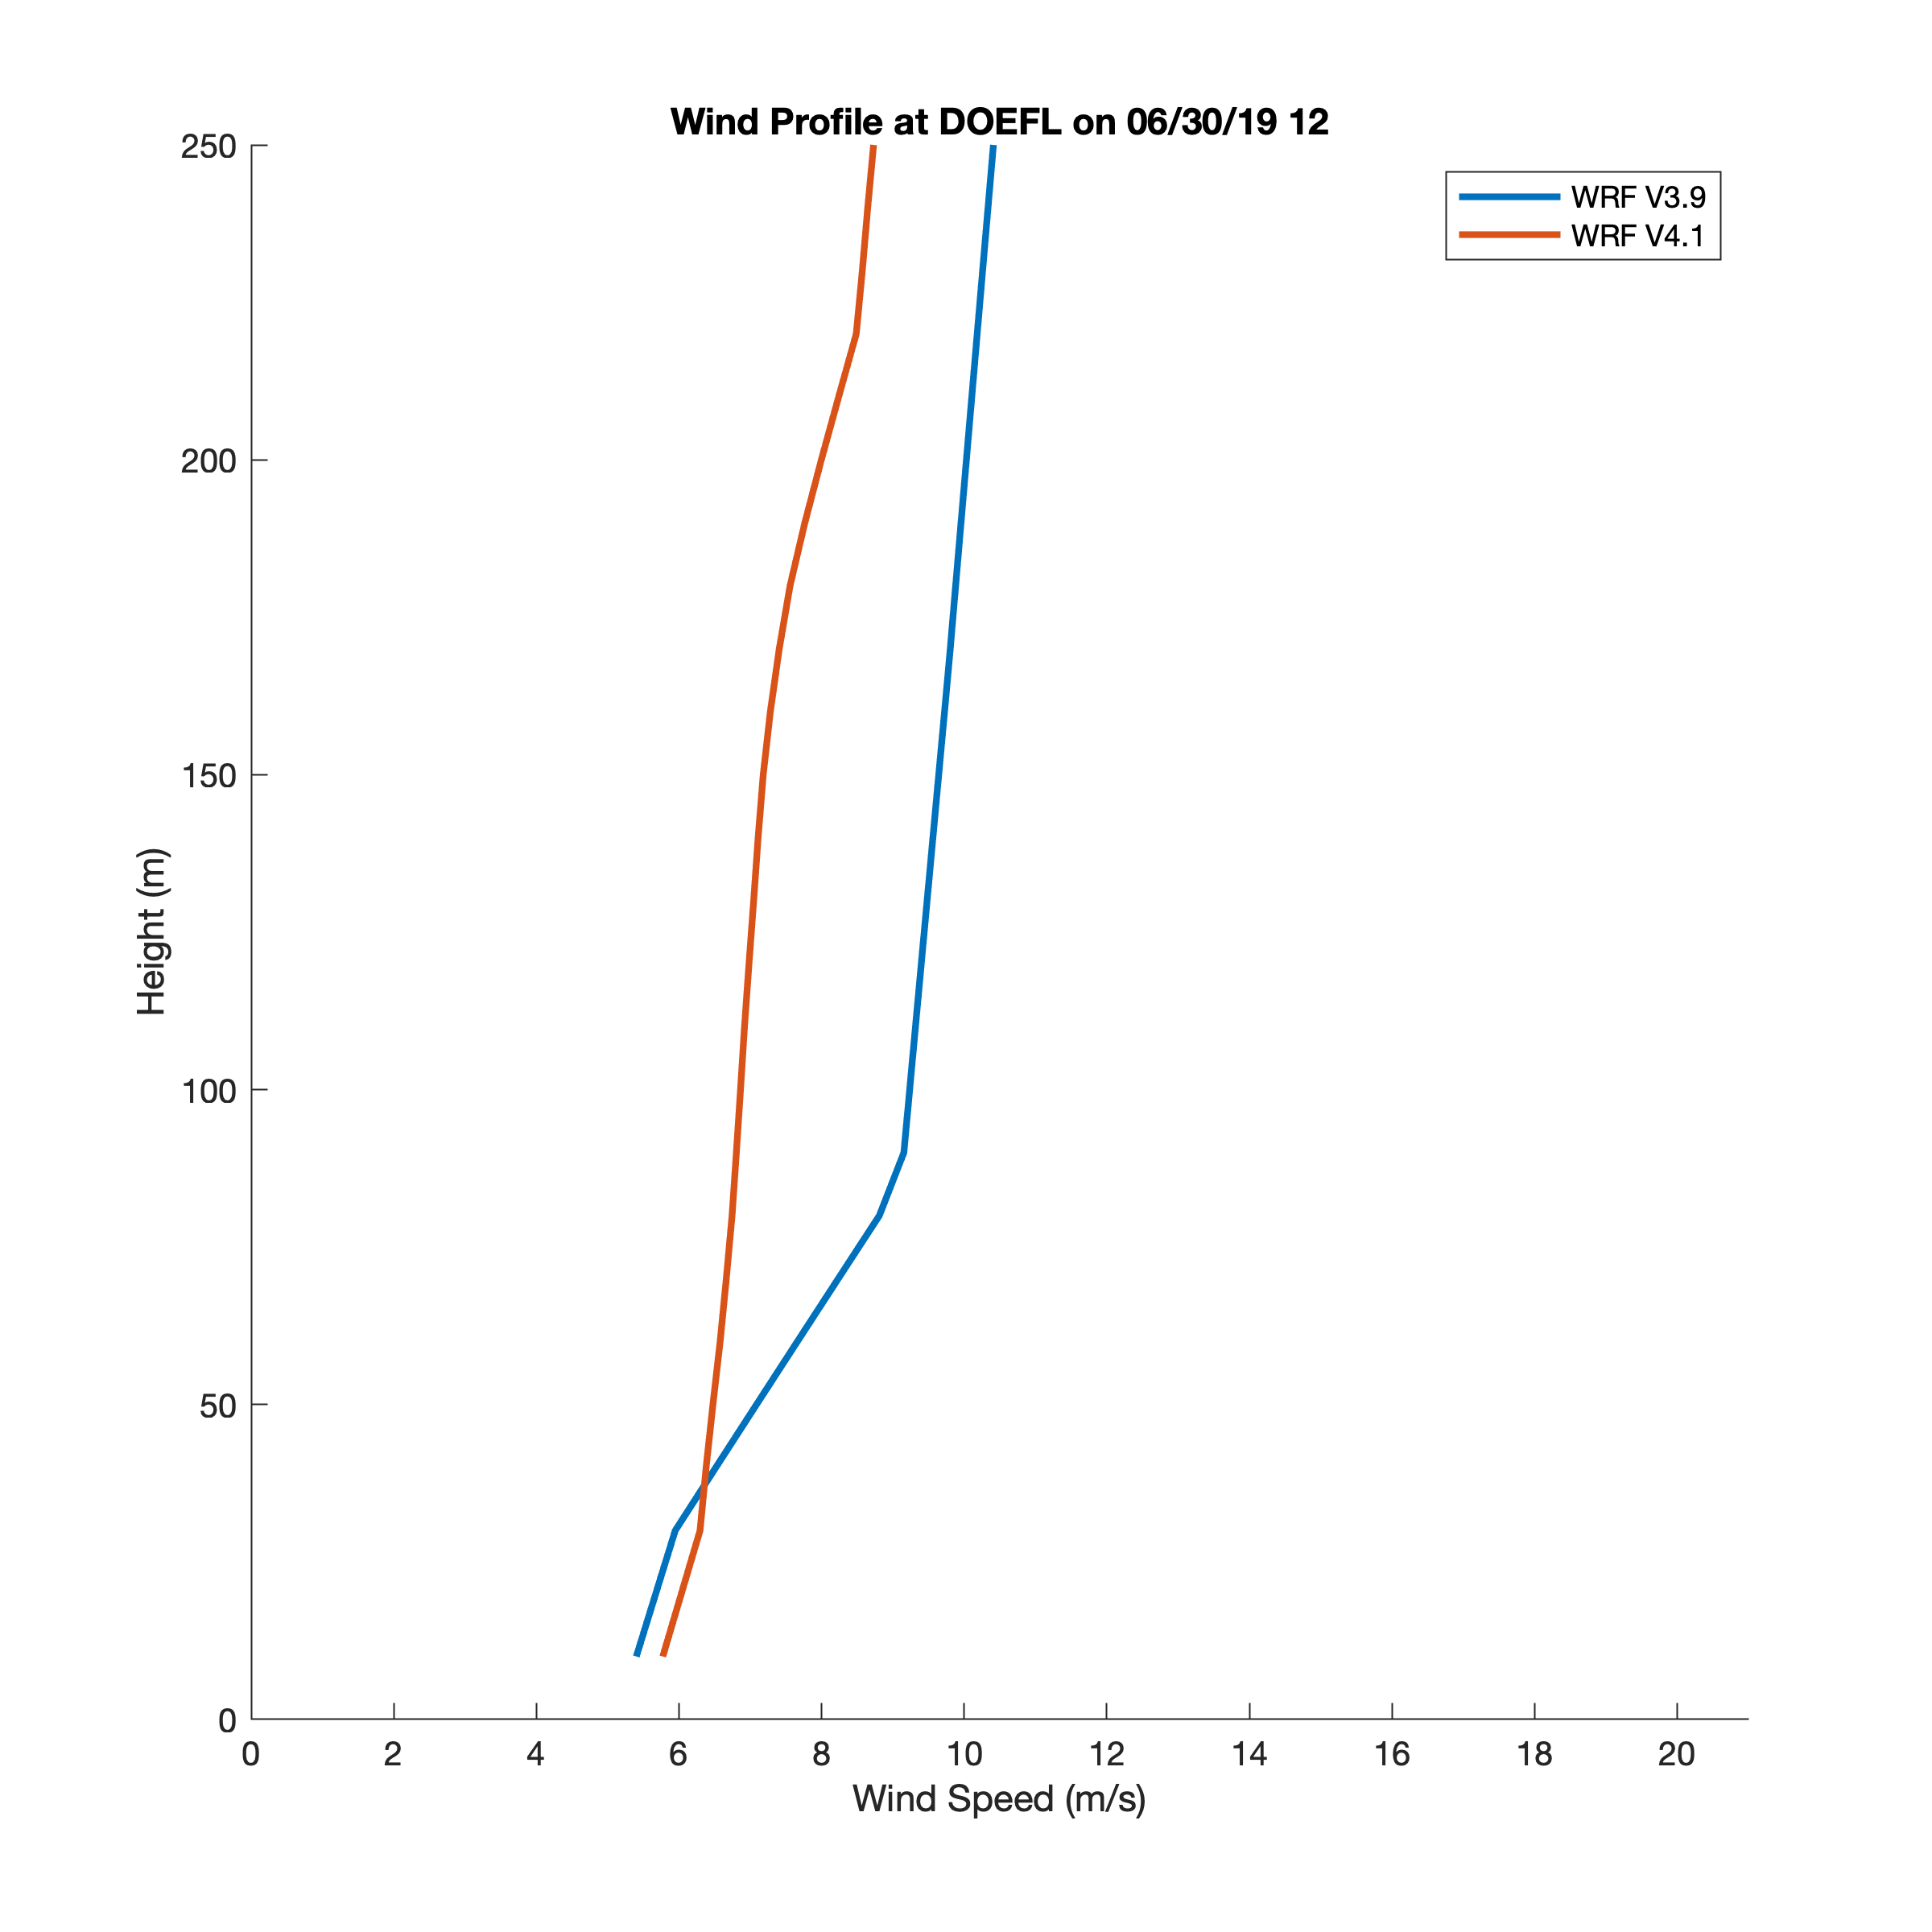 Wind Profile at DOEFL on 06/30/19 12
WRF V3.9
WRF V4.1
250
200
150
100
50
0
Height (m)
0 2 4 6 8 10 12 14 16 18 20
Wind Speed (m/s)